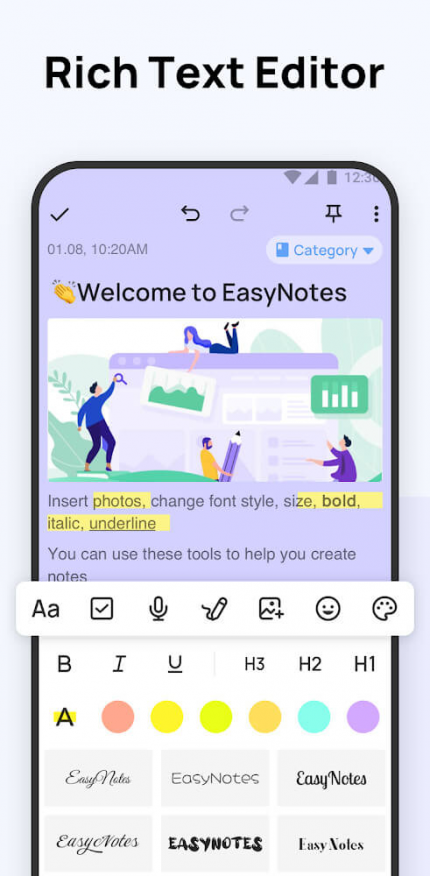 Rich Text Editor
12:30
01.08, 10:20AM
Category
👏Welcome to EasyNotes
Insert photos, change font style, size, bold,
italic, underline
You can use these tools to help you create
notes
Aa
B I U H3 H2 H1
A
EasyNotes EasyNotes EasyNotes
EasyNotes EASYNOTES EasyNotes